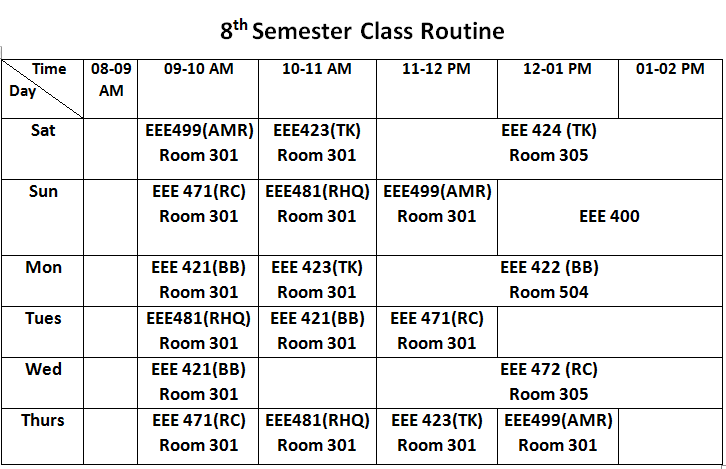 8th Semester Class Routine
Time 08-09 09-10 AM 10-11 AM 11-12 PM 12-01 PM 01-02 PM
Day AM
Sat EEE499(AMR) EEE423(TK) EEE 424 (TK)
Room 301 Room 301 Room 305
Sun EEE 471(RC) EEE481(RHQ) EEE499(AMR)
Room 301 Room 301 Room 301 EEE 400
Mon EEE 421(BB) EEE 423(TK) EEE 422 (BB)
Room 301 Room 301 Room 504
Tues EEE481(RHQ) EEE 421(BB) EEE 471(RC)
Room 301 Room 301 Room 301
Wed EEE 421(BB) EEE 472 (RC)
Room 301 Room 305
Thurs EEE 471(RC) EEE481(RHQ) EEE 423(TK) EEE499(AMR)
Room 301 Room 301 Room 301 Room 301